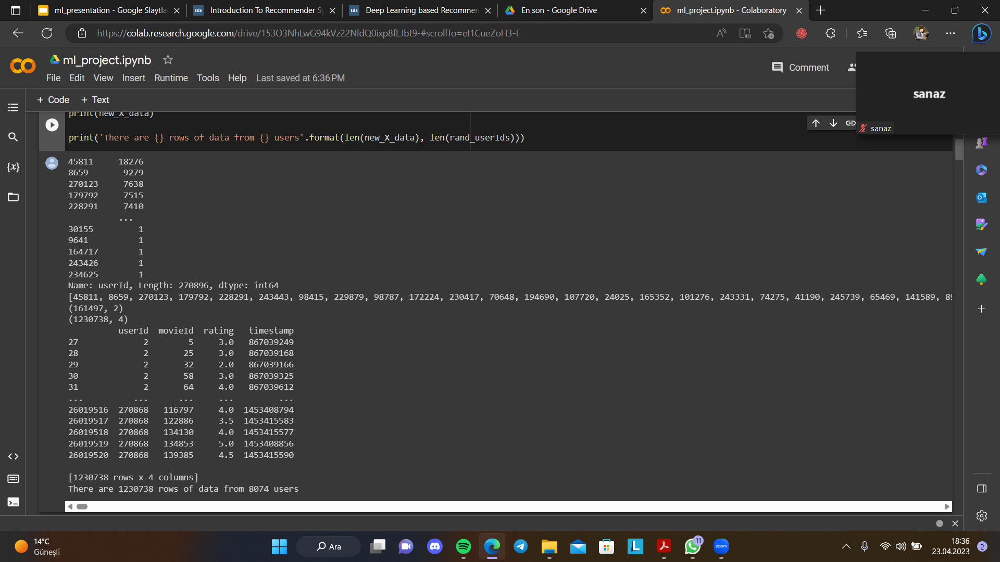 ml_presentation - Google Slaytla
Introduction To Recommender Sy
Deep Learning based Recommen
En son - Google Drive
ml_project.ipynb - Colaboratory
https://colab.research.google.com/drive/153O3NhLwG94kVz22NldQ0ixp8fLJbt9-#scrollTo=eI1CueZoH3-F
ml_project.ipynb
Comment
File Edit View Insert Runtime Tools Help Last saved at 6:36 PM
sanaz
+ Code + Text
print(new_X_data)
sanaz
print('There are {} rows of data from {} users'.format(len(new_X_data), len(rand_userIds)))
45811 18276
8659 9279
270123 7638
179792 7515
228291 7410
...
30155 1
9641 1
164717 1
243426 1
234625 1
Name: userId, Length: 270896, dtype: int64
[45811, 8659, 270123, 179792, 228291, 243443, 98415, 229879, 98787, 172224, 230417, 70648, 194690, 107720, 24025, 165352, 101276, 243331, 74275, 41190, 245739, 65469, 141589, 89
(161497, 2)
(1230738, 4)
userId movieId rating timestamp
27 2 5 3.0 867039249
28 2 25 3.0 867039168
29 2 32 2.0 867039166
30 2 58 3.0 867039325
31 2 64 4.0 867039612
... ... ... ... ...
26019516 270868 116797 4.0 1453408794
26019517 270868 122886 3.5 1453415583
26019518 270868 134130 4.0 1453415577
26019519 270868 134853 5.0 1453408856
26019520 270868 139385 4.5 1453415590
[1230738 rows x 4 columns]
There are 1230738 rows of data from 8074 users
14°C
Güneşli
Ara
11
zoom
18:36
23.04.2023
2